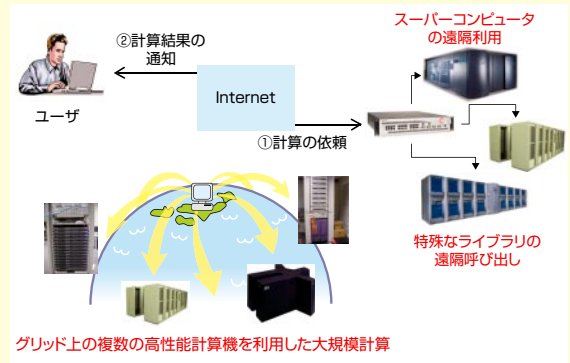 スーパーコンピュータ
の遠隔利用
②計算結果の
通知
Internet
ユーザ
①計算の依頼
特殊なライブラリの
遠隔呼び出し
グリッド上の複数の高性能計算機を利用した大規模計算